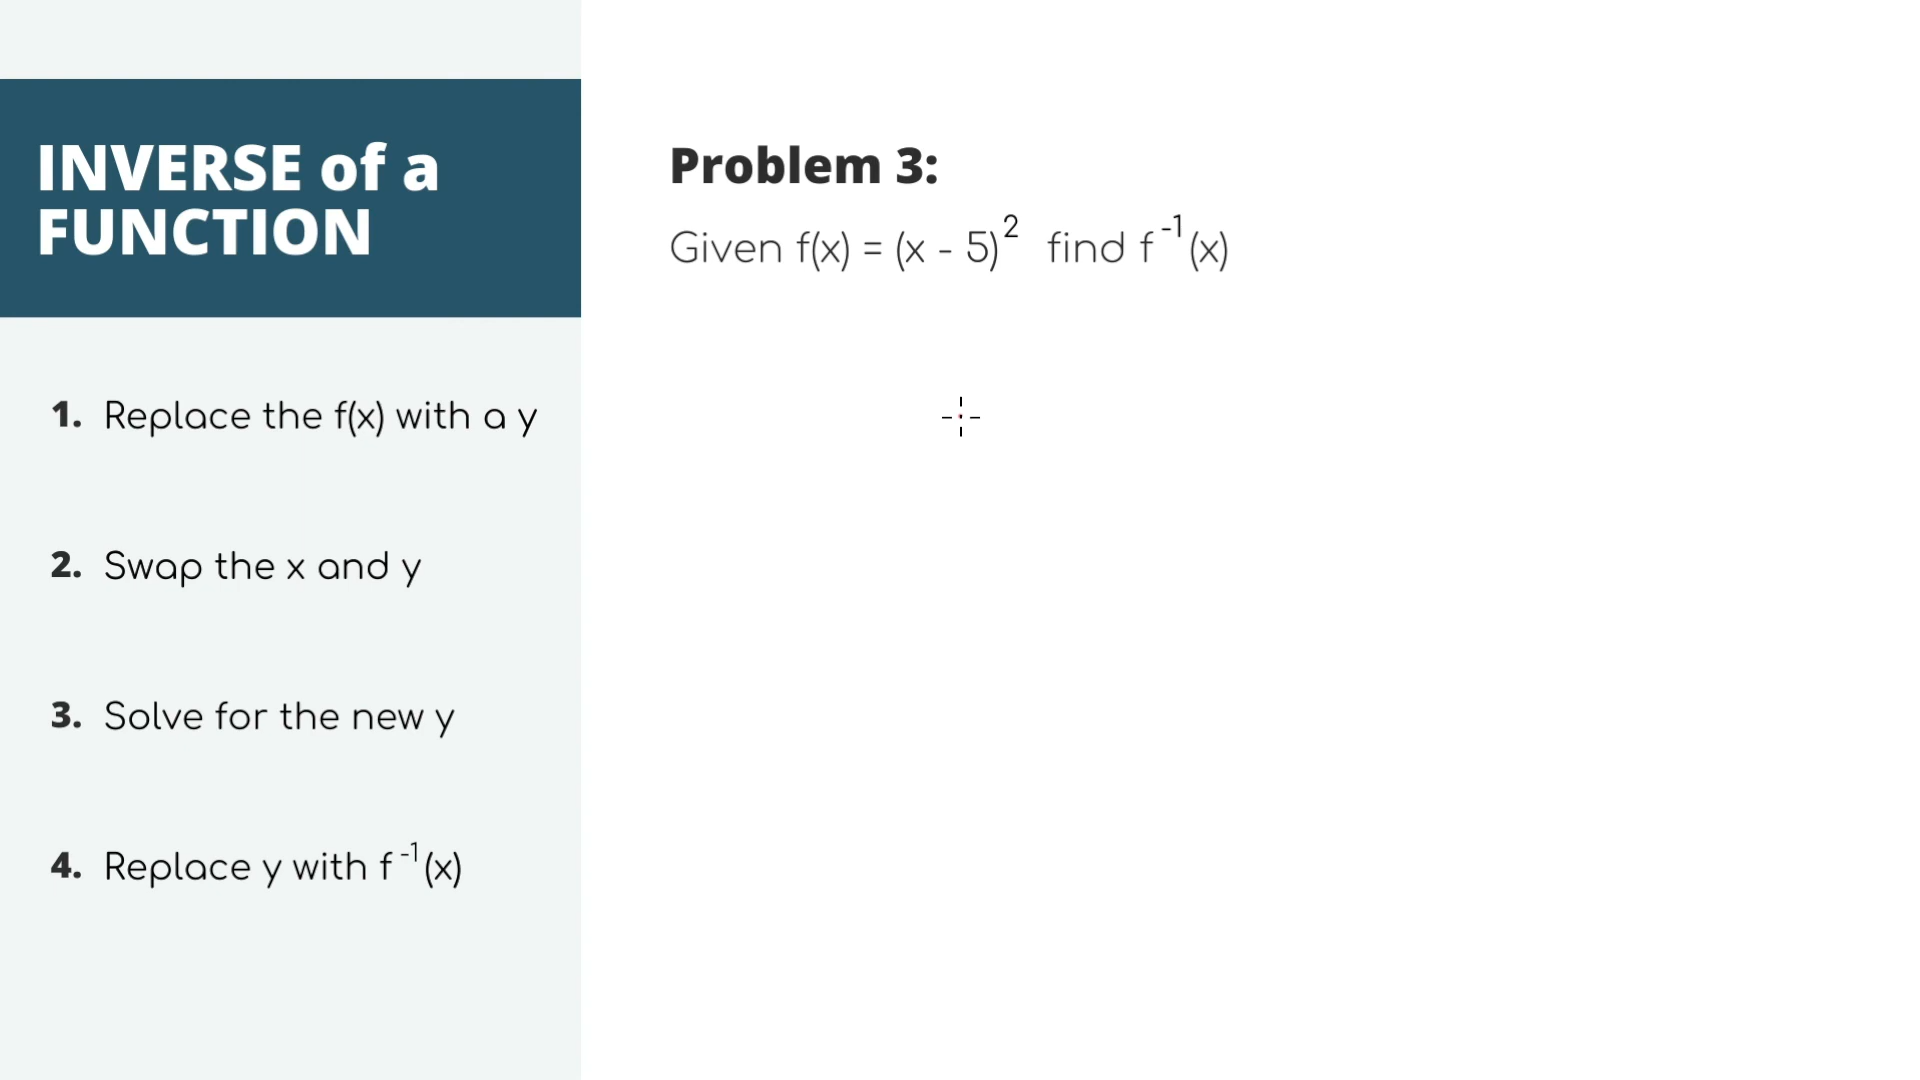 INVERSE of a
FUNCTION
1. Replace the f(x) with a y
2. Swap the x and y
3. Solve for the new y
4. Replace y with f⁻¹(x)
Problem 3:
Given f(x) = (x - 5)² find f⁻¹(x)